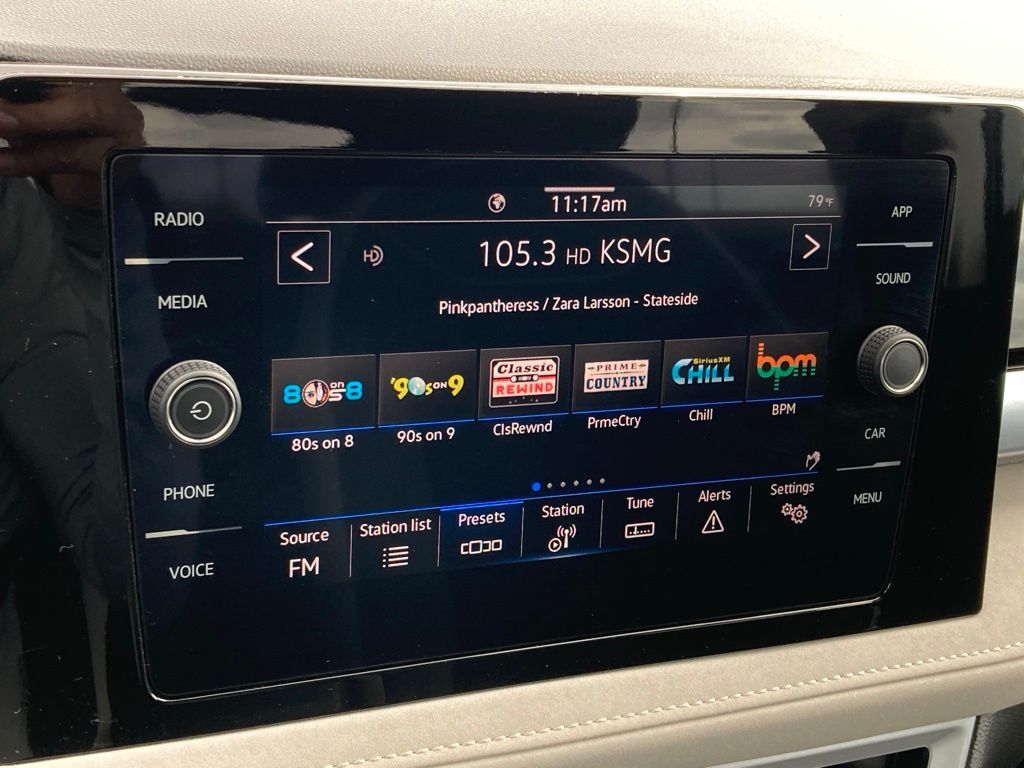 11:17am
79°F
RADIO
MEDIA
PHONE
VOICE
APP
SOUND
CAR
MENU
HD
105.3 HD KSMG
Pinkpantheress / Zara Larsson - Stateside
80s on 8
'90s on 9
Classic REWIND
PRIME COUNTRY
SiriusXM CHILL
bpm
80s on 8
90s on 9
ClsRewnd
PrmeCtry
Chill
BPM
Source
FM
Station list
Presets
Station
Tune
Alerts
Settings